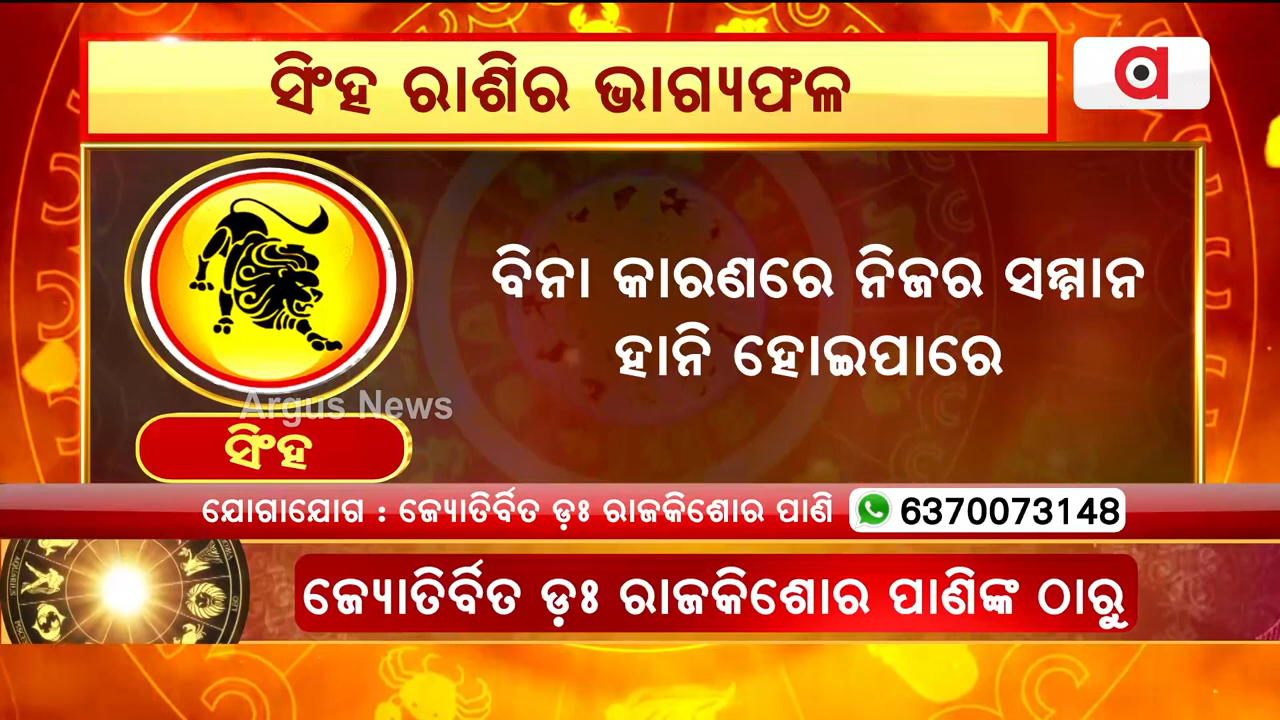 ସିଂହ ରାଶିର ଭାଗ୍ୟଫଳ
a
ବିନା କାରଣରେ ନିଜର ସମ୍ମାନ
ହାନି ହୋଇପାରେ
Argus News
ସିଂହ
ଯୋଗାଯୋଗ : ଜ୍ୟୋତିର୍ବିତ ଡ଼ଃ ରାଜକିଶୋର ପାଣି 6370073148
ଜ୍ୟୋତିର୍ବିତ ଡ଼ଃ ରାଜକିଶୋର ପାଣିଙ୍କ ଠାରୁ